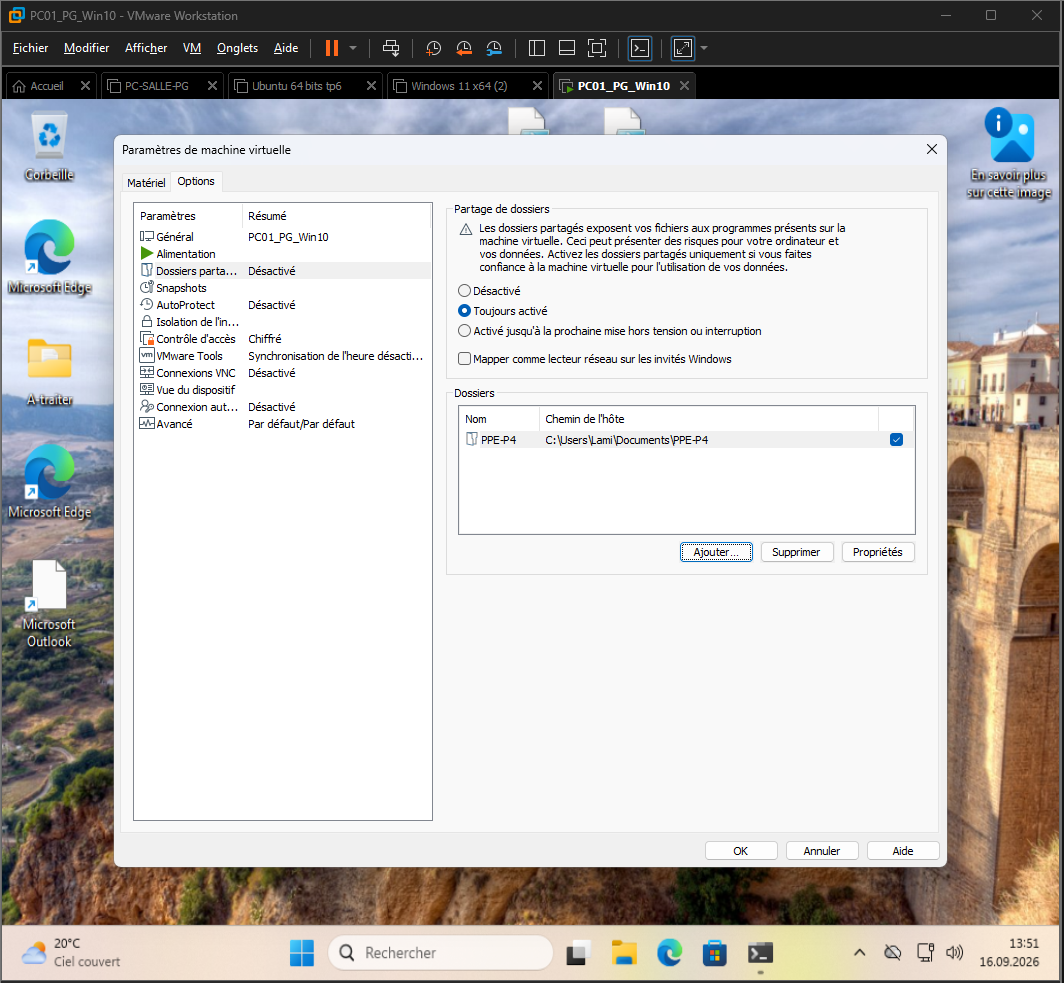 PC01_PG_Win10 - VMware Workstation
Fichier Modifier Afficher VM Onglets Aide
Accueil PC-SALLE-PG Ubuntu 64 bits tp6 Windows 11 x64 (2) PC01_PG_Win10
Corbeille
En savoir plus
sur cette image
Microsoft Edge
A-traiter
Microsoft Edge
Microsoft
Outlook
Paramètres de machine virtuelle
Matériel Options
Paramètres Résumé
Général PC01_PG_Win10
Alimentation
Dossiers parta... Désactivé
Snapshots
AutoProtect Désactivé
Isolation de l'in...
Contrôle d'accès Chiffré
vm VMware Tools Synchronisation de l'heure désacti...
Connexions VNC Désactivé
Vue du dispositif
Connexion aut... Désactivé
Avancé Par défaut/Par défaut
Partage de dossiers
Les dossiers partagés exposent vos fichiers aux programmes présents sur la
machine virtuelle. Ceci peut présenter des risques pour votre ordinateur et
vos données. Activez les dossiers partagés uniquement si vous faites
confiance à la machine virtuelle pour l'utilisation de vos données.
Désactivé
Toujours activé
Activé jusqu'à la prochaine mise hors tension ou interruption
Mapper comme lecteur réseau sur les invités Windows
Dossiers
Nom Chemin de l'hôte
PPE-P4 C:\Users\Lami\Documents\PPE-P4
Ajouter... Supprimer Propriétés
OK Annuler Aide
20°C
Ciel couvert
Rechercher
13:51
16.09.2026